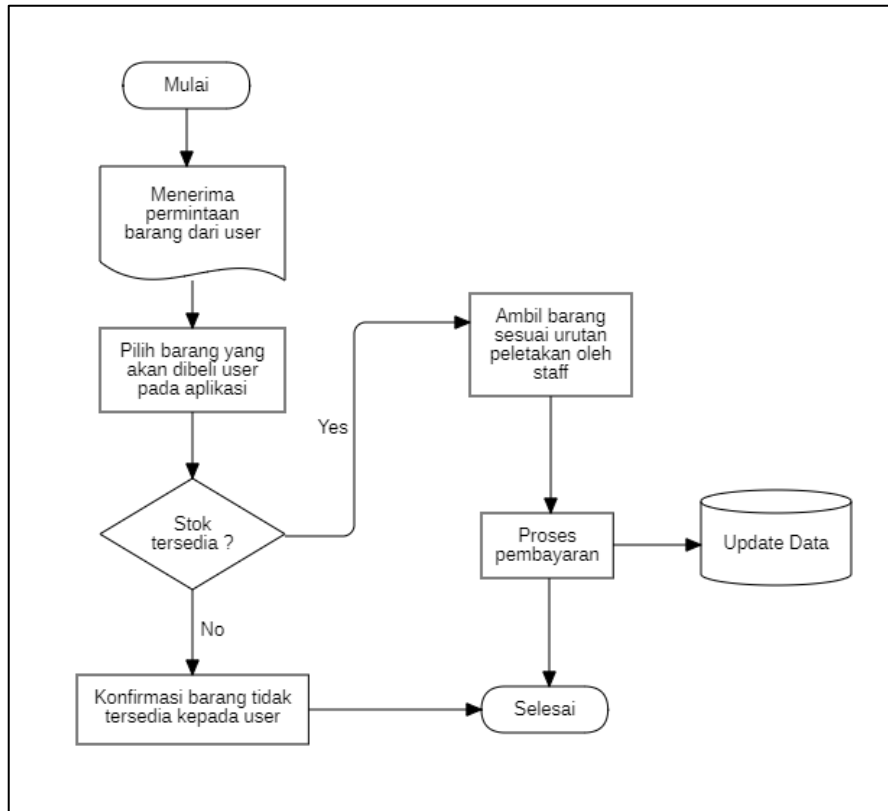 Mulai
Menerima
permintaan
barang dari user
Pilih barang yang
akan dibeli user
pada aplikasi
Stok
tersedia ?
Yes
No
Ambil barang
sesuai urutan
peletakan oleh
staff
Proses
pembayaran
Update Data
Konfirmasi barang tidak
tersedia kepada user
Selesai